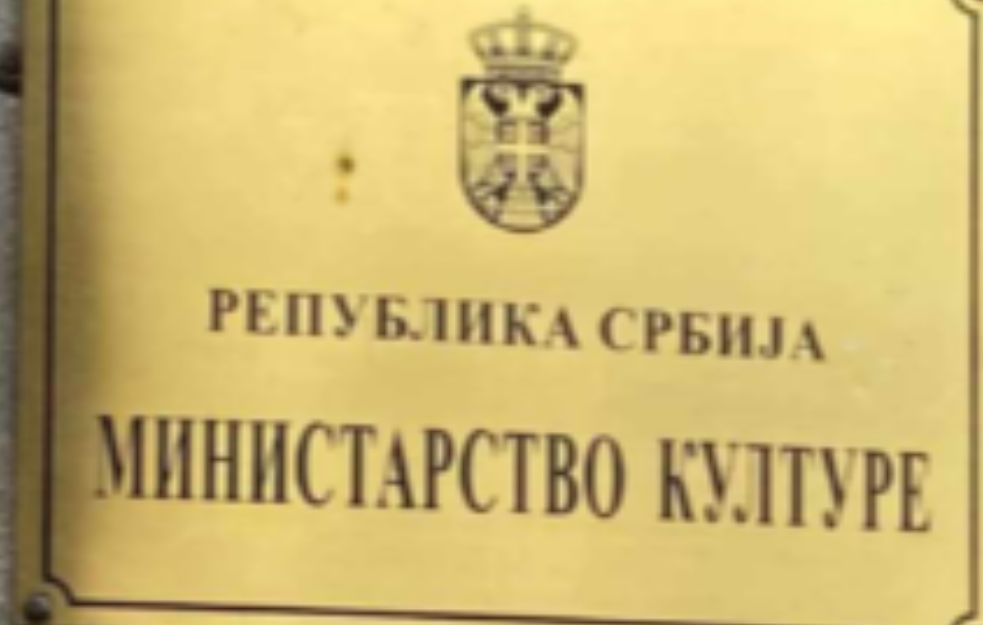 РЕПУБЛИКА СРБИЈА
МИНИСТАРСТВО КУЛТУРЕ